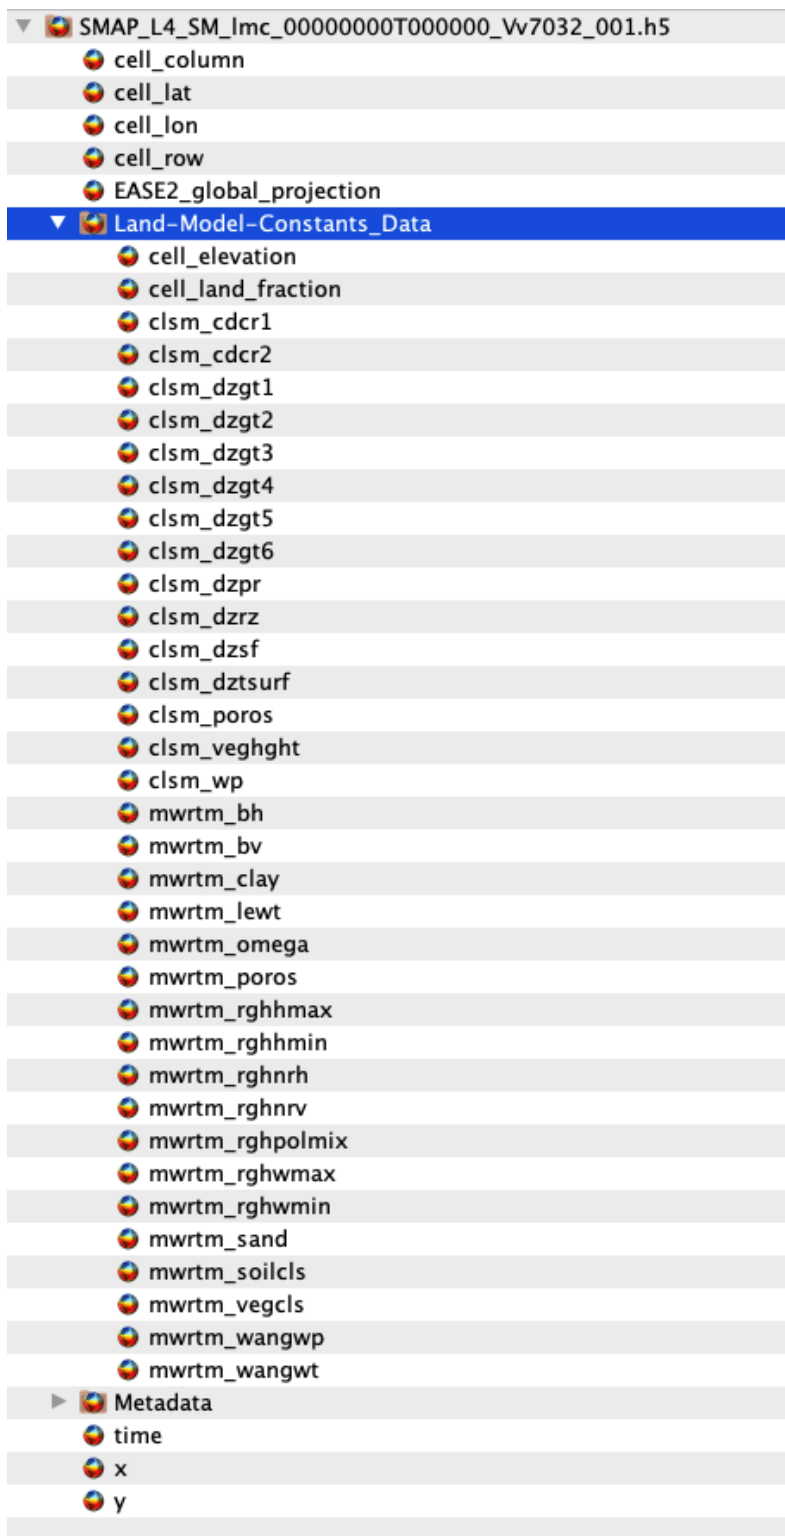 SMAP_L4_SM_lmc_00000000T000000_Vv7032_001.h5
cell_column
cell_lat
cell_lon
cell_row
EASE2_global_projection
Land-Model-Constants_Data
cell_elevation
cell_land_fraction
clsm_cdcr1
clsm_cdcr2
clsm_dzgt1
clsm_dzgt2
clsm_dzgt3
clsm_dzgt4
clsm_dzgt5
clsm_dzgt6
clsm_dzpr
clsm_dzrz
clsm_dzsf
clsm_dztsurf
clsm_poros
clsm_veghght
clsm_wp
mwrtm_bh
mwrtm_bv
mwrtm_clay
mwrtm_lewt
mwrtm_omega
mwrtm_poros
mwrtm_rghhmax
mwrtm_rghhmin
mwrtm_rghnrh
mwrtm_rghnrv
mwrtm_rghpolmix
mwrtm_rghwmax
mwrtm_rghwmin
mwrtm_sand
mwrtm_soilcls
mwrtm_vegcls
mwrtm_wangwp
mwrtm_wangwt
Metadata
time
x
y